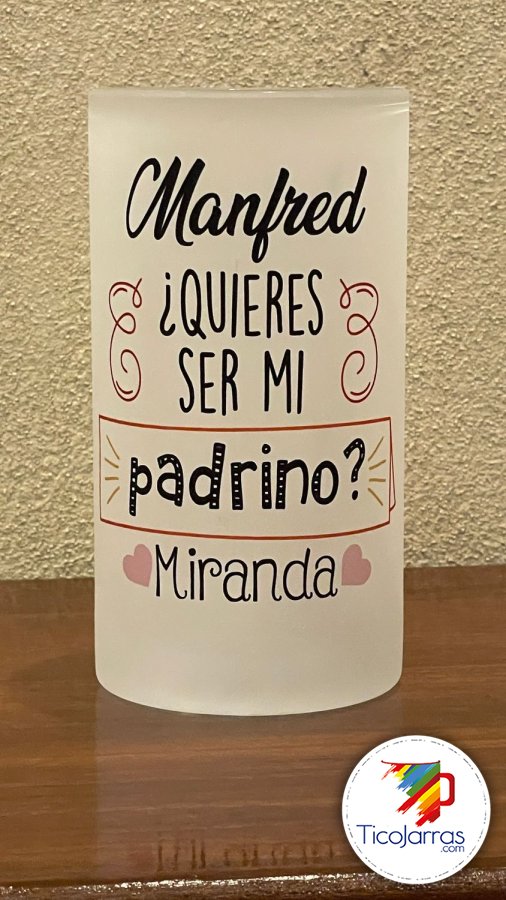 Manfred
¿QUIERES
SER MI
padrino?
Miranda
TicoJarras
.com